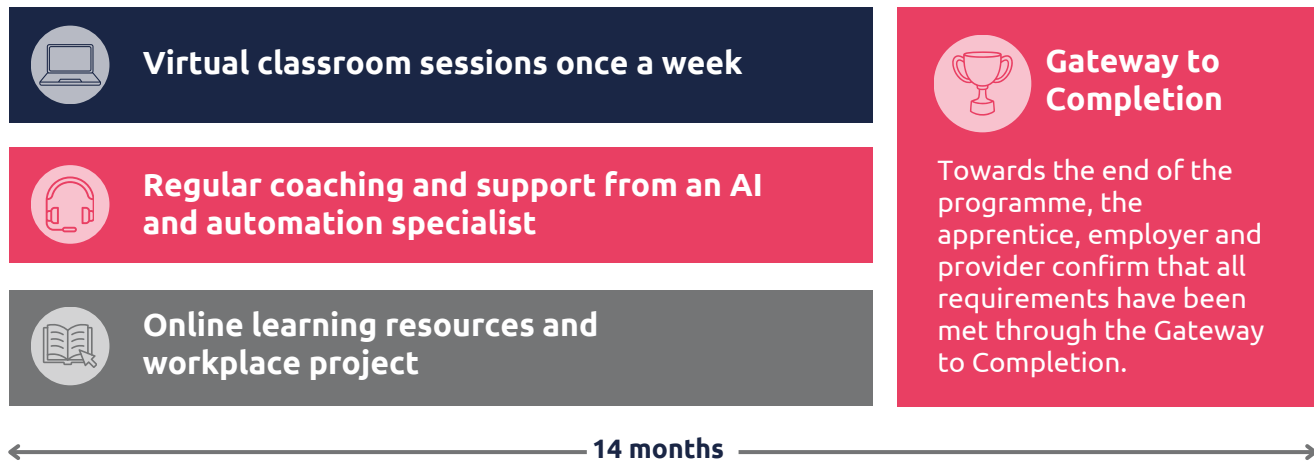 Virtual classroom sessions once a week
Regular coaching and support from an AI
and automation specialist
Online learning resources and
workplace project
Gateway to
Completion
Towards the end of the
programme, the
apprentice, employer and
provider confirm that all
requirements have been
met through the Gateway
to Completion.
14 months